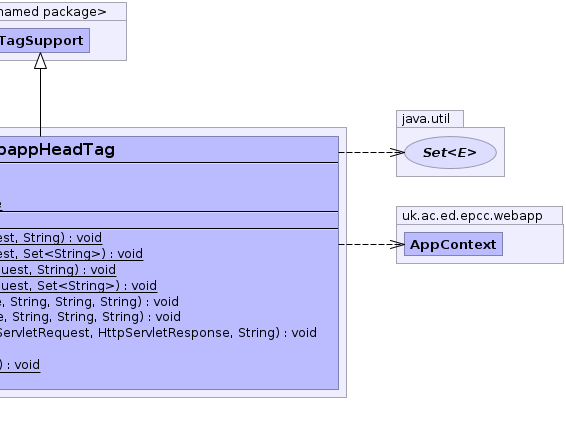 named package>
TagSupport
bappHeadTag
e
est, String) : void
est, Set<String>) : void
uest, String) : void
quest, Set<String>) : void
e, String, String, String) : void
e, String, String, String) : void
ServletRequest, HttpServletResponse, String) : void
) : void
java.util
Set<E>
uk.ac.ed.epcc.webapp
AppContext